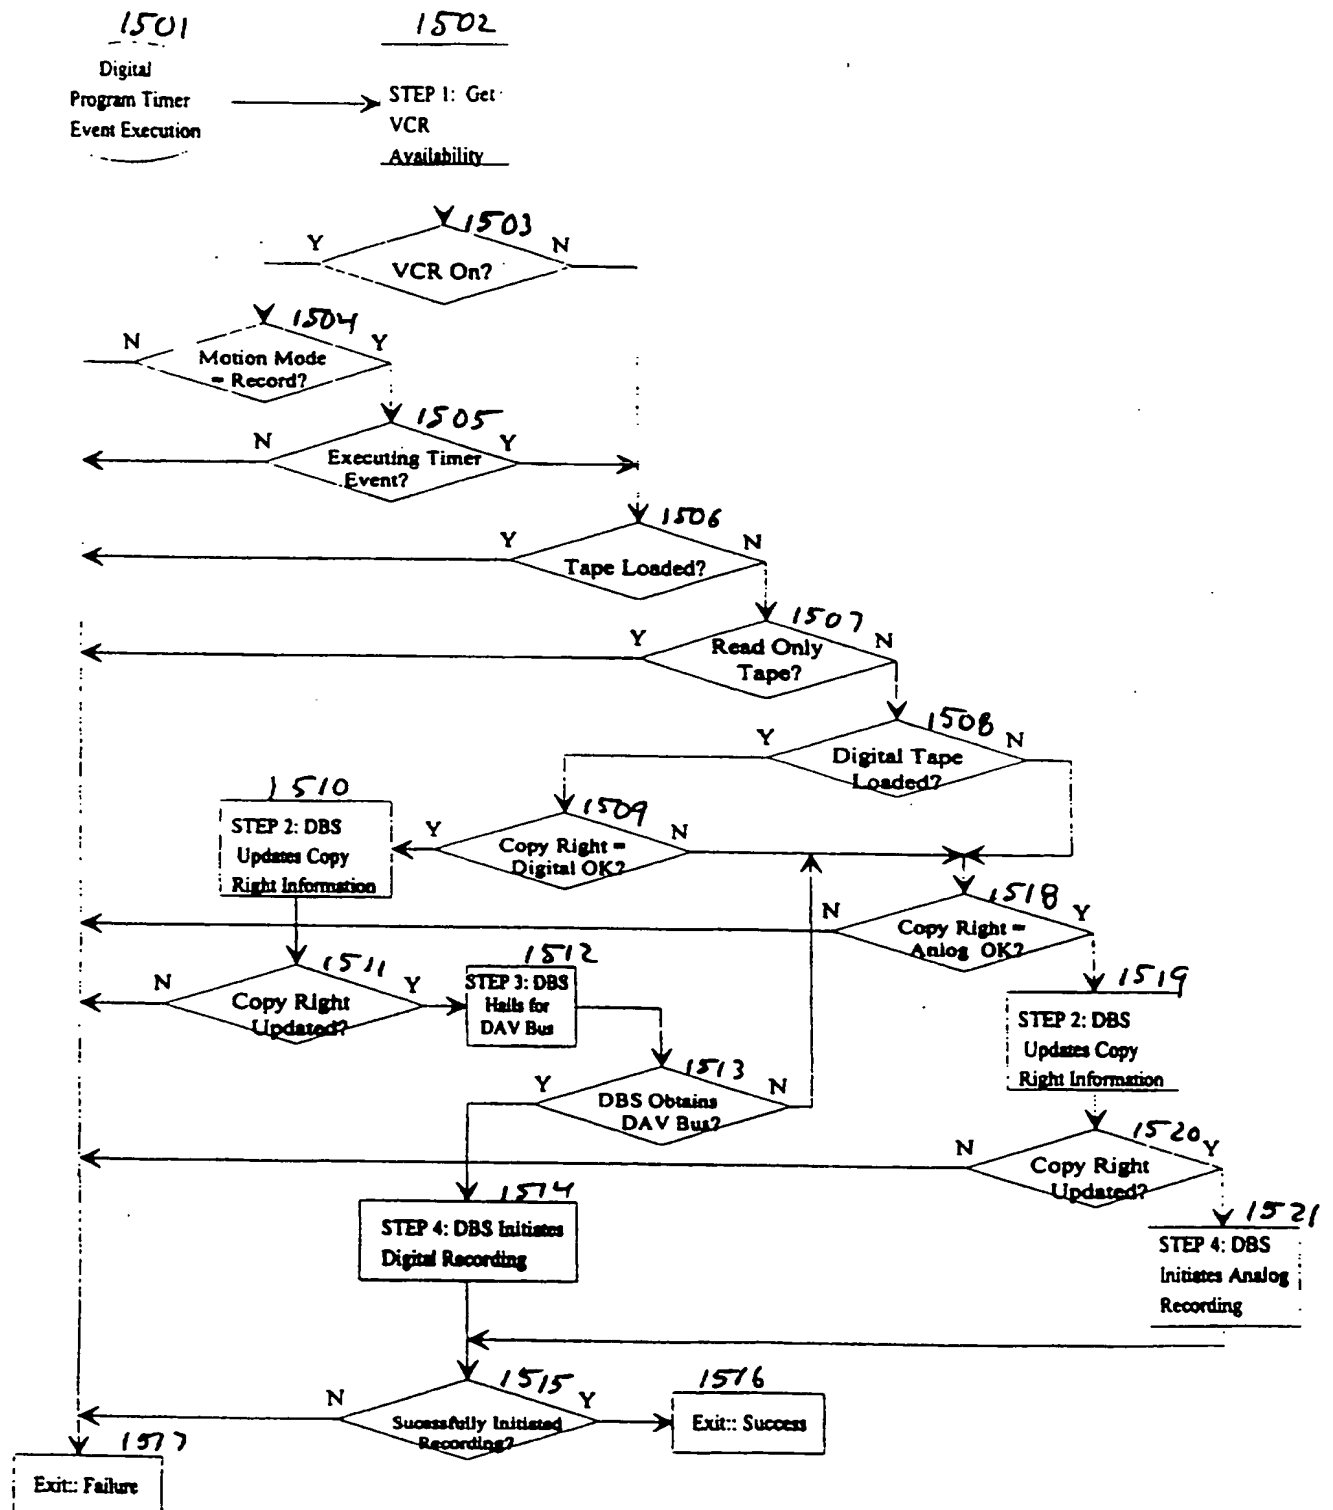 1501
1502
Digital
Program Timer
Event Execution
STEP 1: Get
VCR
Availability
1503
Y
N
VCR On?
1504
N
Y
Motion Mode
= Record?
1505
N
Y
Executing Timer
Event?
1506
Y
N
Tape Loaded?
1507
Y
N
Read Only
Tape?
1508
Y
N
Digital Tape
Loaded?
1510
STEP 2: DBS
Updates Copy
Right Information
1509
Y
N
Copy Right =
Digital OK?
1518
N
Y
Copy Right =
Anlog OK?
1511
N
Y
Copy Right
Updated?
1512
STEP 3: DBS
Hails for
DAV Bus
1519
STEP 2: DBS
Updates Copy
Right Information
1513
Y
N
DBS Obtains
DAV Bus?
1520
N
Y
Copy Right
Updated?
1514
STEP 4: DBS Initiates
Digital Recording
1521
STEP 4: DBS
Initiates Analog
Recording
1515
N
Y
Sucessfully Initiated
Recording?
1516
Exit:: Success
1517
Exit:: Failure